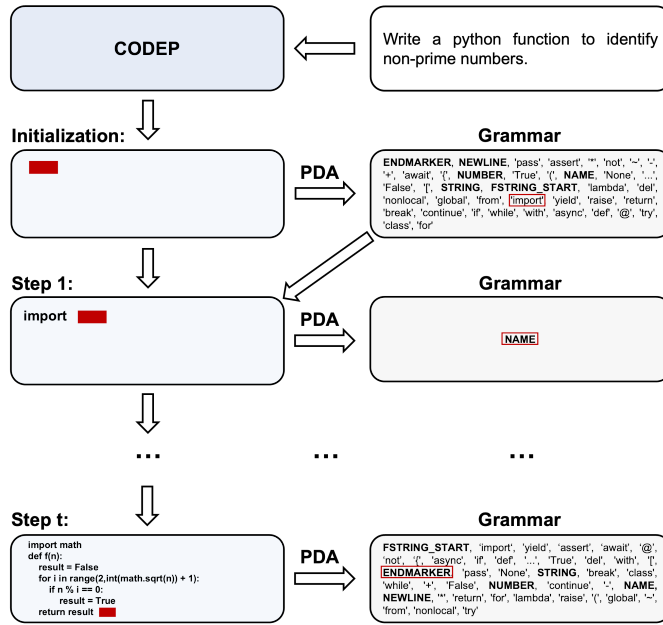 CODEP
Write a python function to identify
non-prime numbers.
Initialization:
PDA
Grammar
ENDMARKER, NEWLINE, 'pass', 'assert', '*', 'not', '~', '-',
'+', 'await', '{', NUMBER, 'True', '(', NAME, 'None', '...',
'False', '[', STRING, FSTRING_START, 'lambda', 'del',
'nonlocal', 'global', 'from', 'import' 'yield', 'raise', 'return',
'break', 'continue', 'if', 'while', 'with', 'async', 'def', '@', 'try',
'class', 'for'
Step 1:
import
PDA
Grammar
NAME
...
...
...
Step t:
import math
def f(n):
result = False
for i in range(2,int(math.sqrt(n)) + 1):
if n % i == 0:
result = True
return result
PDA
Grammar
FSTRING_START, 'import', 'yield', 'assert', 'await', '@',
'not', '{', 'async', 'if', 'def', '...', 'True', 'del', 'with', '[',
ENDMARKER, 'pass', 'None', STRING, 'break', 'class',
'while', '+', 'False', NUMBER, 'continue', '-', NAME,
NEWLINE, '*', 'return', 'for', 'lambda', 'raise', '(', 'global', '~',
'from', 'nonlocal', 'try'